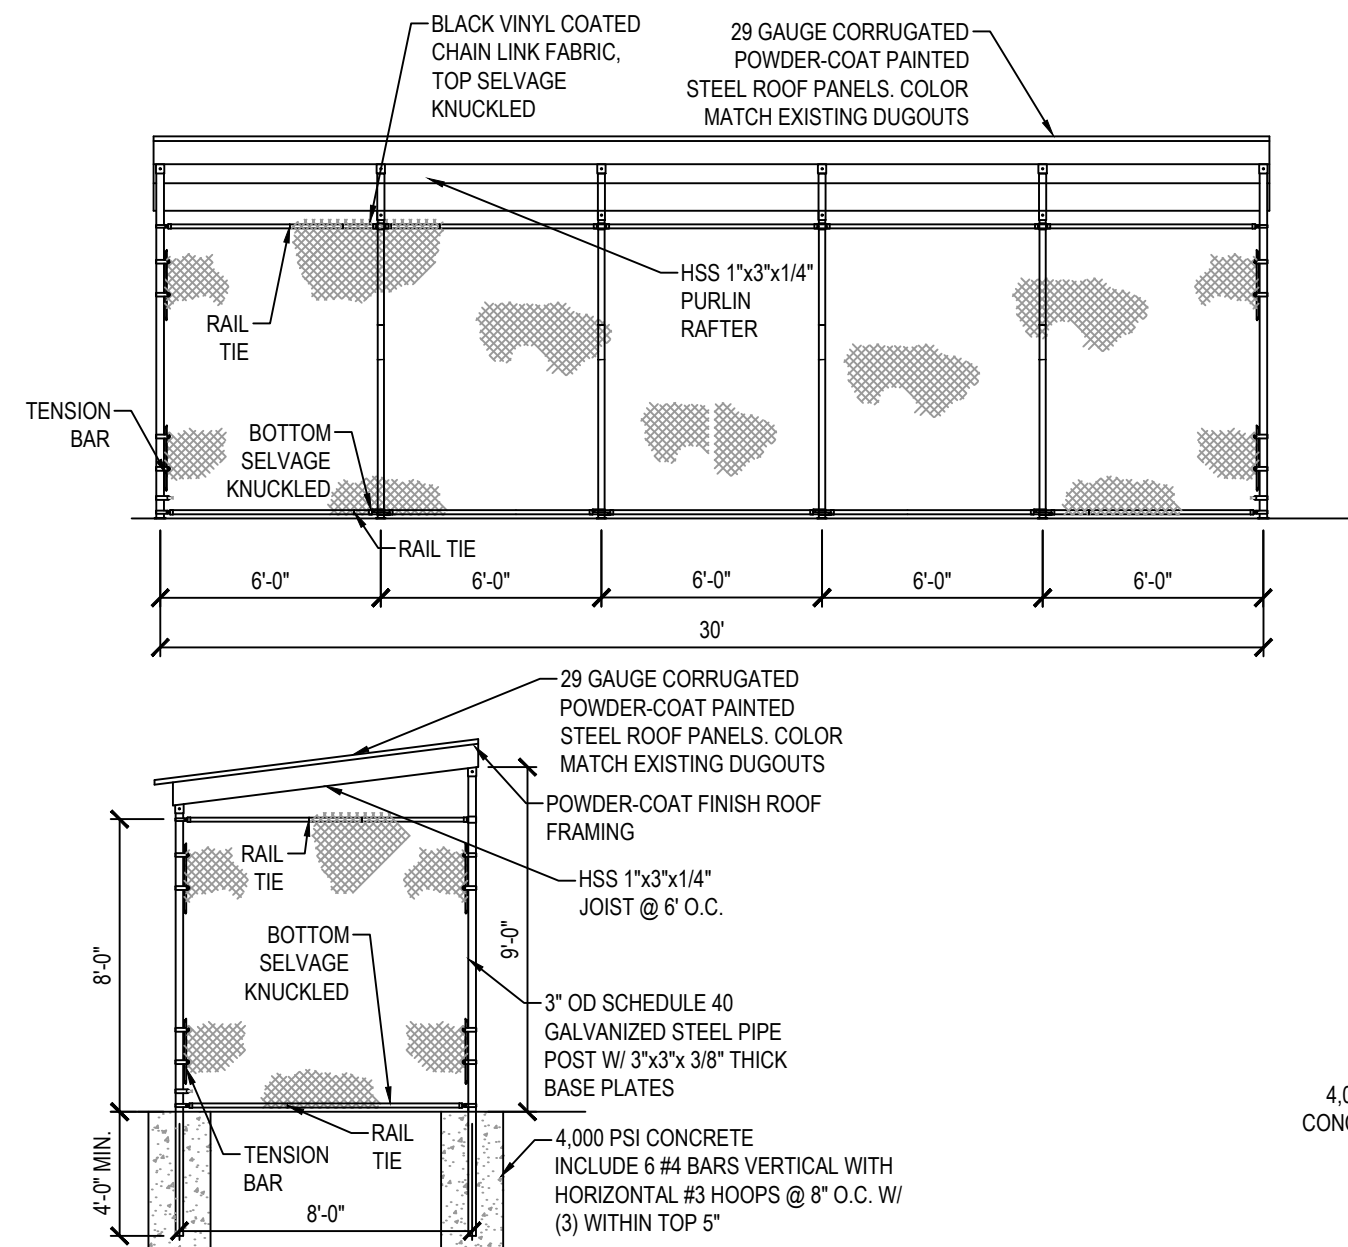 BLACK VINYL COATED
CHAIN LINK FABRIC,
TOP SELVAGE
KNUCKLED
29 GAUGE CORRUGATED
POWDER-COAT PAINTED
STEEL ROOF PANELS. COLOR
MATCH EXISTING DUGOUTS
HSS 1"x3"x1/4"
PURLIN
RAFTER
RAIL
TIE
TENSION
BAR
BOTTOM
SELVAGE
KNUCKLED
RAIL TIE
6'-0"
6'-0"
6'-0"
6'-0"
6'-0"
30'
29 GAUGE CORRUGATED
POWDER-COAT PAINTED
STEEL ROOF PANELS. COLOR
MATCH EXISTING DUGOUTS
POWDER-COAT FINISH ROOF
FRAMING
RAIL
TIE
HSS 1"x3"x1/4"
JOIST @ 6' O.C.
BOTTOM
SELVAGE
KNUCKLED
8'-0"
9'-0"
3" OD SCHEDULE 40
GALVANIZED STEEL PIPE
POST W/ 3"x3"x 3/8" THICK
BASE PLATES
4'-0" MIN.
TENSION
BAR
RAIL
TIE
8'-0"
4,000 PSI CONCRETE
INCLUDE 6 #4 BARS VERTICAL WITH
HORIZONTAL #3 HOOPS @ 8" O.C. W/
(3) WITHIN TOP 5"